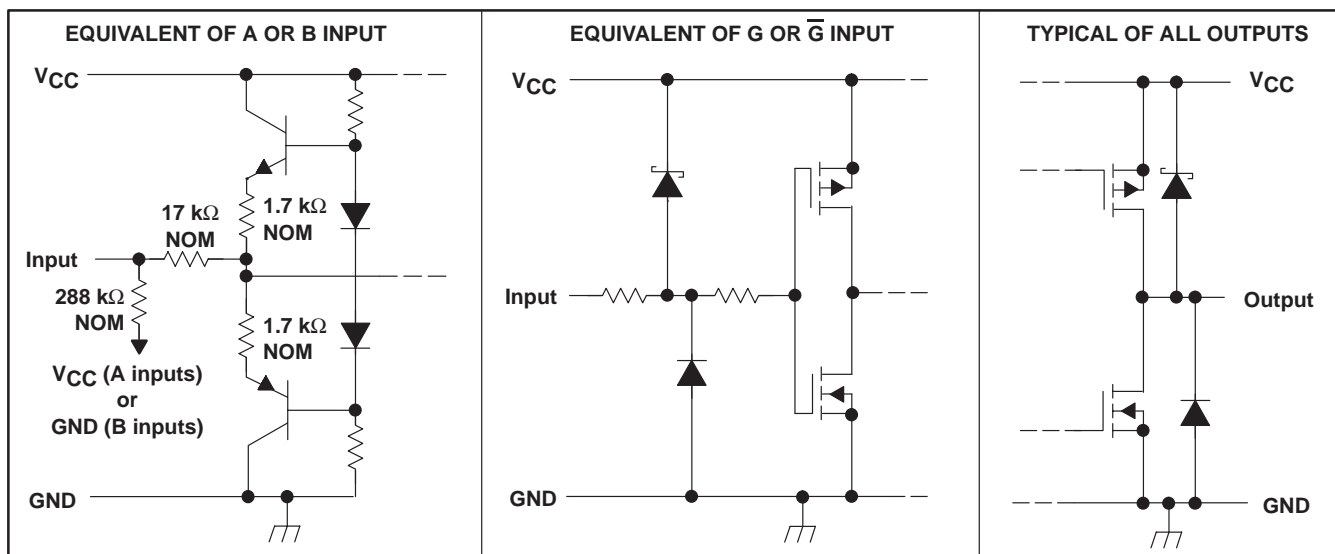 EQUIVALENT OF A OR B INPUT
VCC
17 kΩ
NOM
1.7 kΩ
NOM
Input
288 kΩ
NOM
1.7 kΩ
NOM
VCC (A inputs)
or
GND (B inputs)
GND
EQUIVALENT OF G OR G̅ INPUT
VCC
Input
GND
TYPICAL OF ALL OUTPUTS
VCC
Output
GND